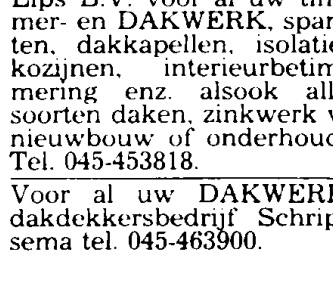 Lips B.V. voor al uw tim
mer- en DAKWERK, span
ten, dakkapellen, isolatie
kozijnen, interieurbetim
mering enz. alsook all
soorten daken, zinkwerk v
nieuwbouw of onderhoud
Tel. 045-453818.
Voor al uw DAKWERK
dakdekkersbedrijf Schrip
sema tel. 045-463900.